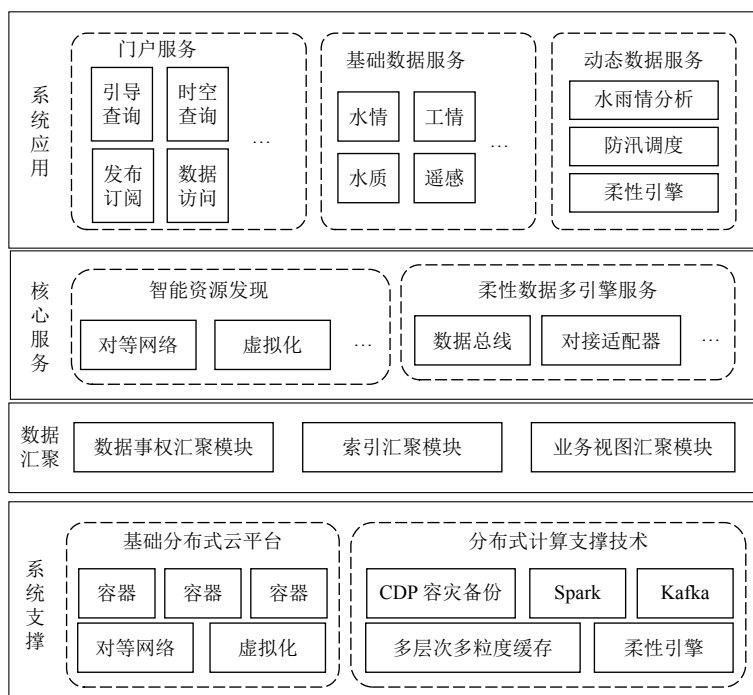 系统应用
门户服务
引导
查询
时空
查询
发布
订阅
数据
访问
…
基础数据服务
水情
工情
水质
遥感
…
动态数据服务
水雨情分析
防汛调度
柔性引擎
核心服务
智能资源发现
对等网络
虚拟化
…
柔性数据多引擎服务
数据总线
对接适配器
…
数据
汇聚
数据事权汇聚模块
索引汇聚模块
业务视图汇聚模块
系统支撑
基础分布式云平台
容器
容器
容器
对等网络
虚拟化
分布式计算支撑技术
CDP 容灾备份
Spark
Kafka
多层次多粒度缓存
柔性引擎